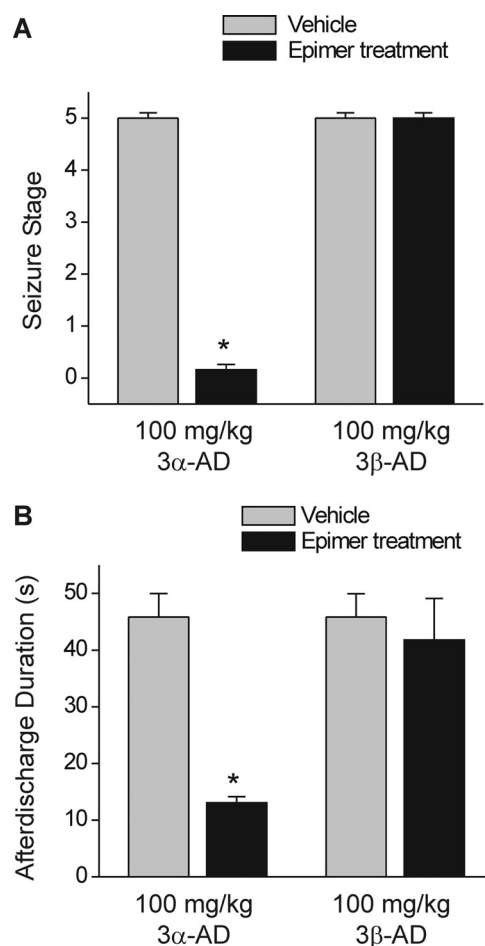 A
Vehicle
Epimer treatment
Seizure Stage
5
4
3
2
1
0
*
100 mg/kg 100 mg/kg
3α-AD 3β-AD
B
Vehicle
Epimer treatment
Afterdischarge Duration (s)
50
40
30
20
10
0
*
100 mg/kg 100 mg/kg
3α-AD 3β-AD